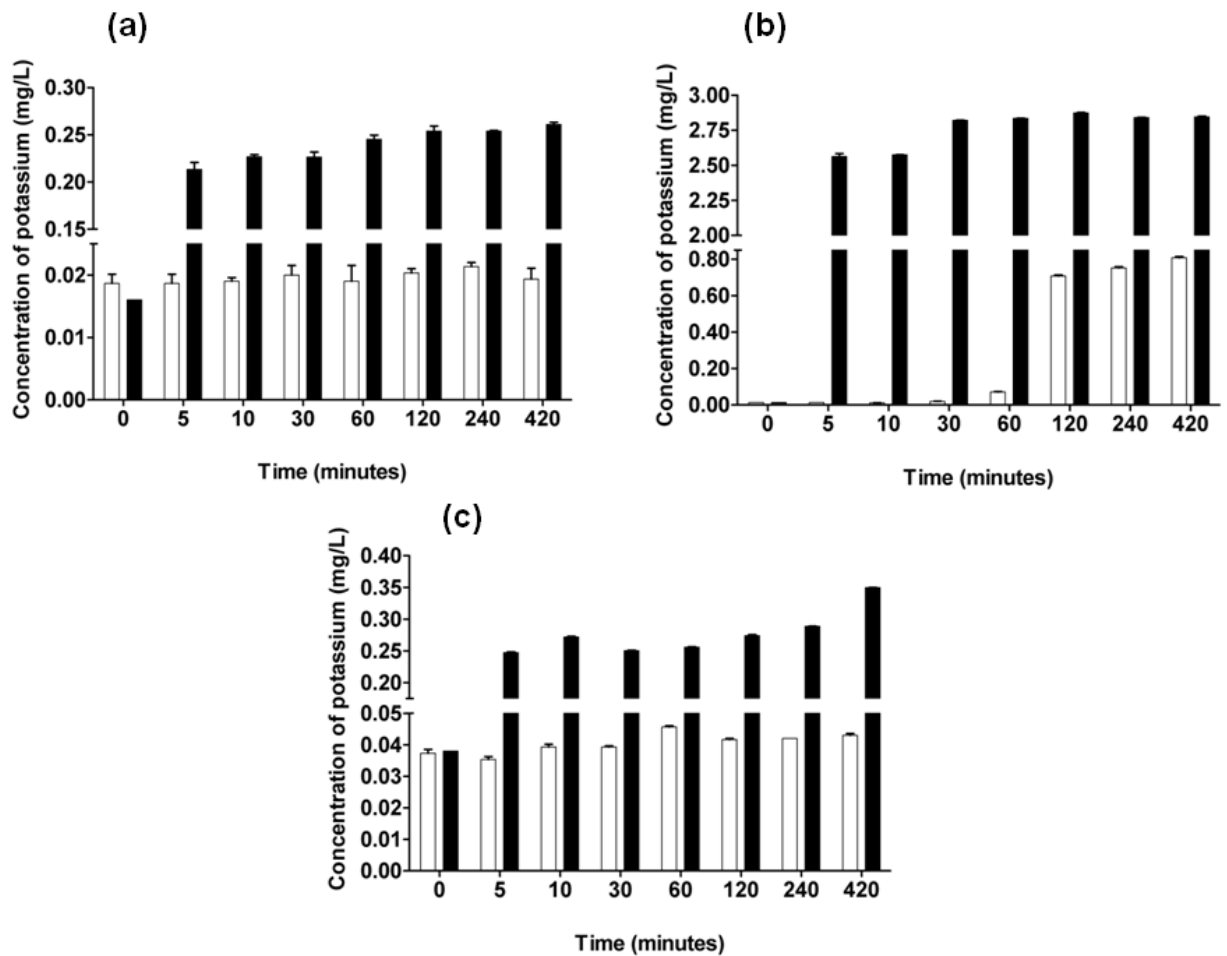 (a)
Concentration of potassium (mg/L)
0.30
0.25
0.20
0.15
0.02
0.01
0.00
0 5 10 30 60 120 240 420
Time (minutes)
(b)
Concentration of potassium (mg/L)
3.00
2.75
2.50
2.25
2.00
0.80
0.60
0.40
0.20
0.00
0 5 10 30 60 120 240 420
Time (minutes)
(c)
Concentration of potassium (mg/L)
0.40
0.35
0.30
0.25
0.20
0.05
0.04
0.03
0.02
0.01
0.00
0 5 10 30 60 120 240 420
Time (minutes)